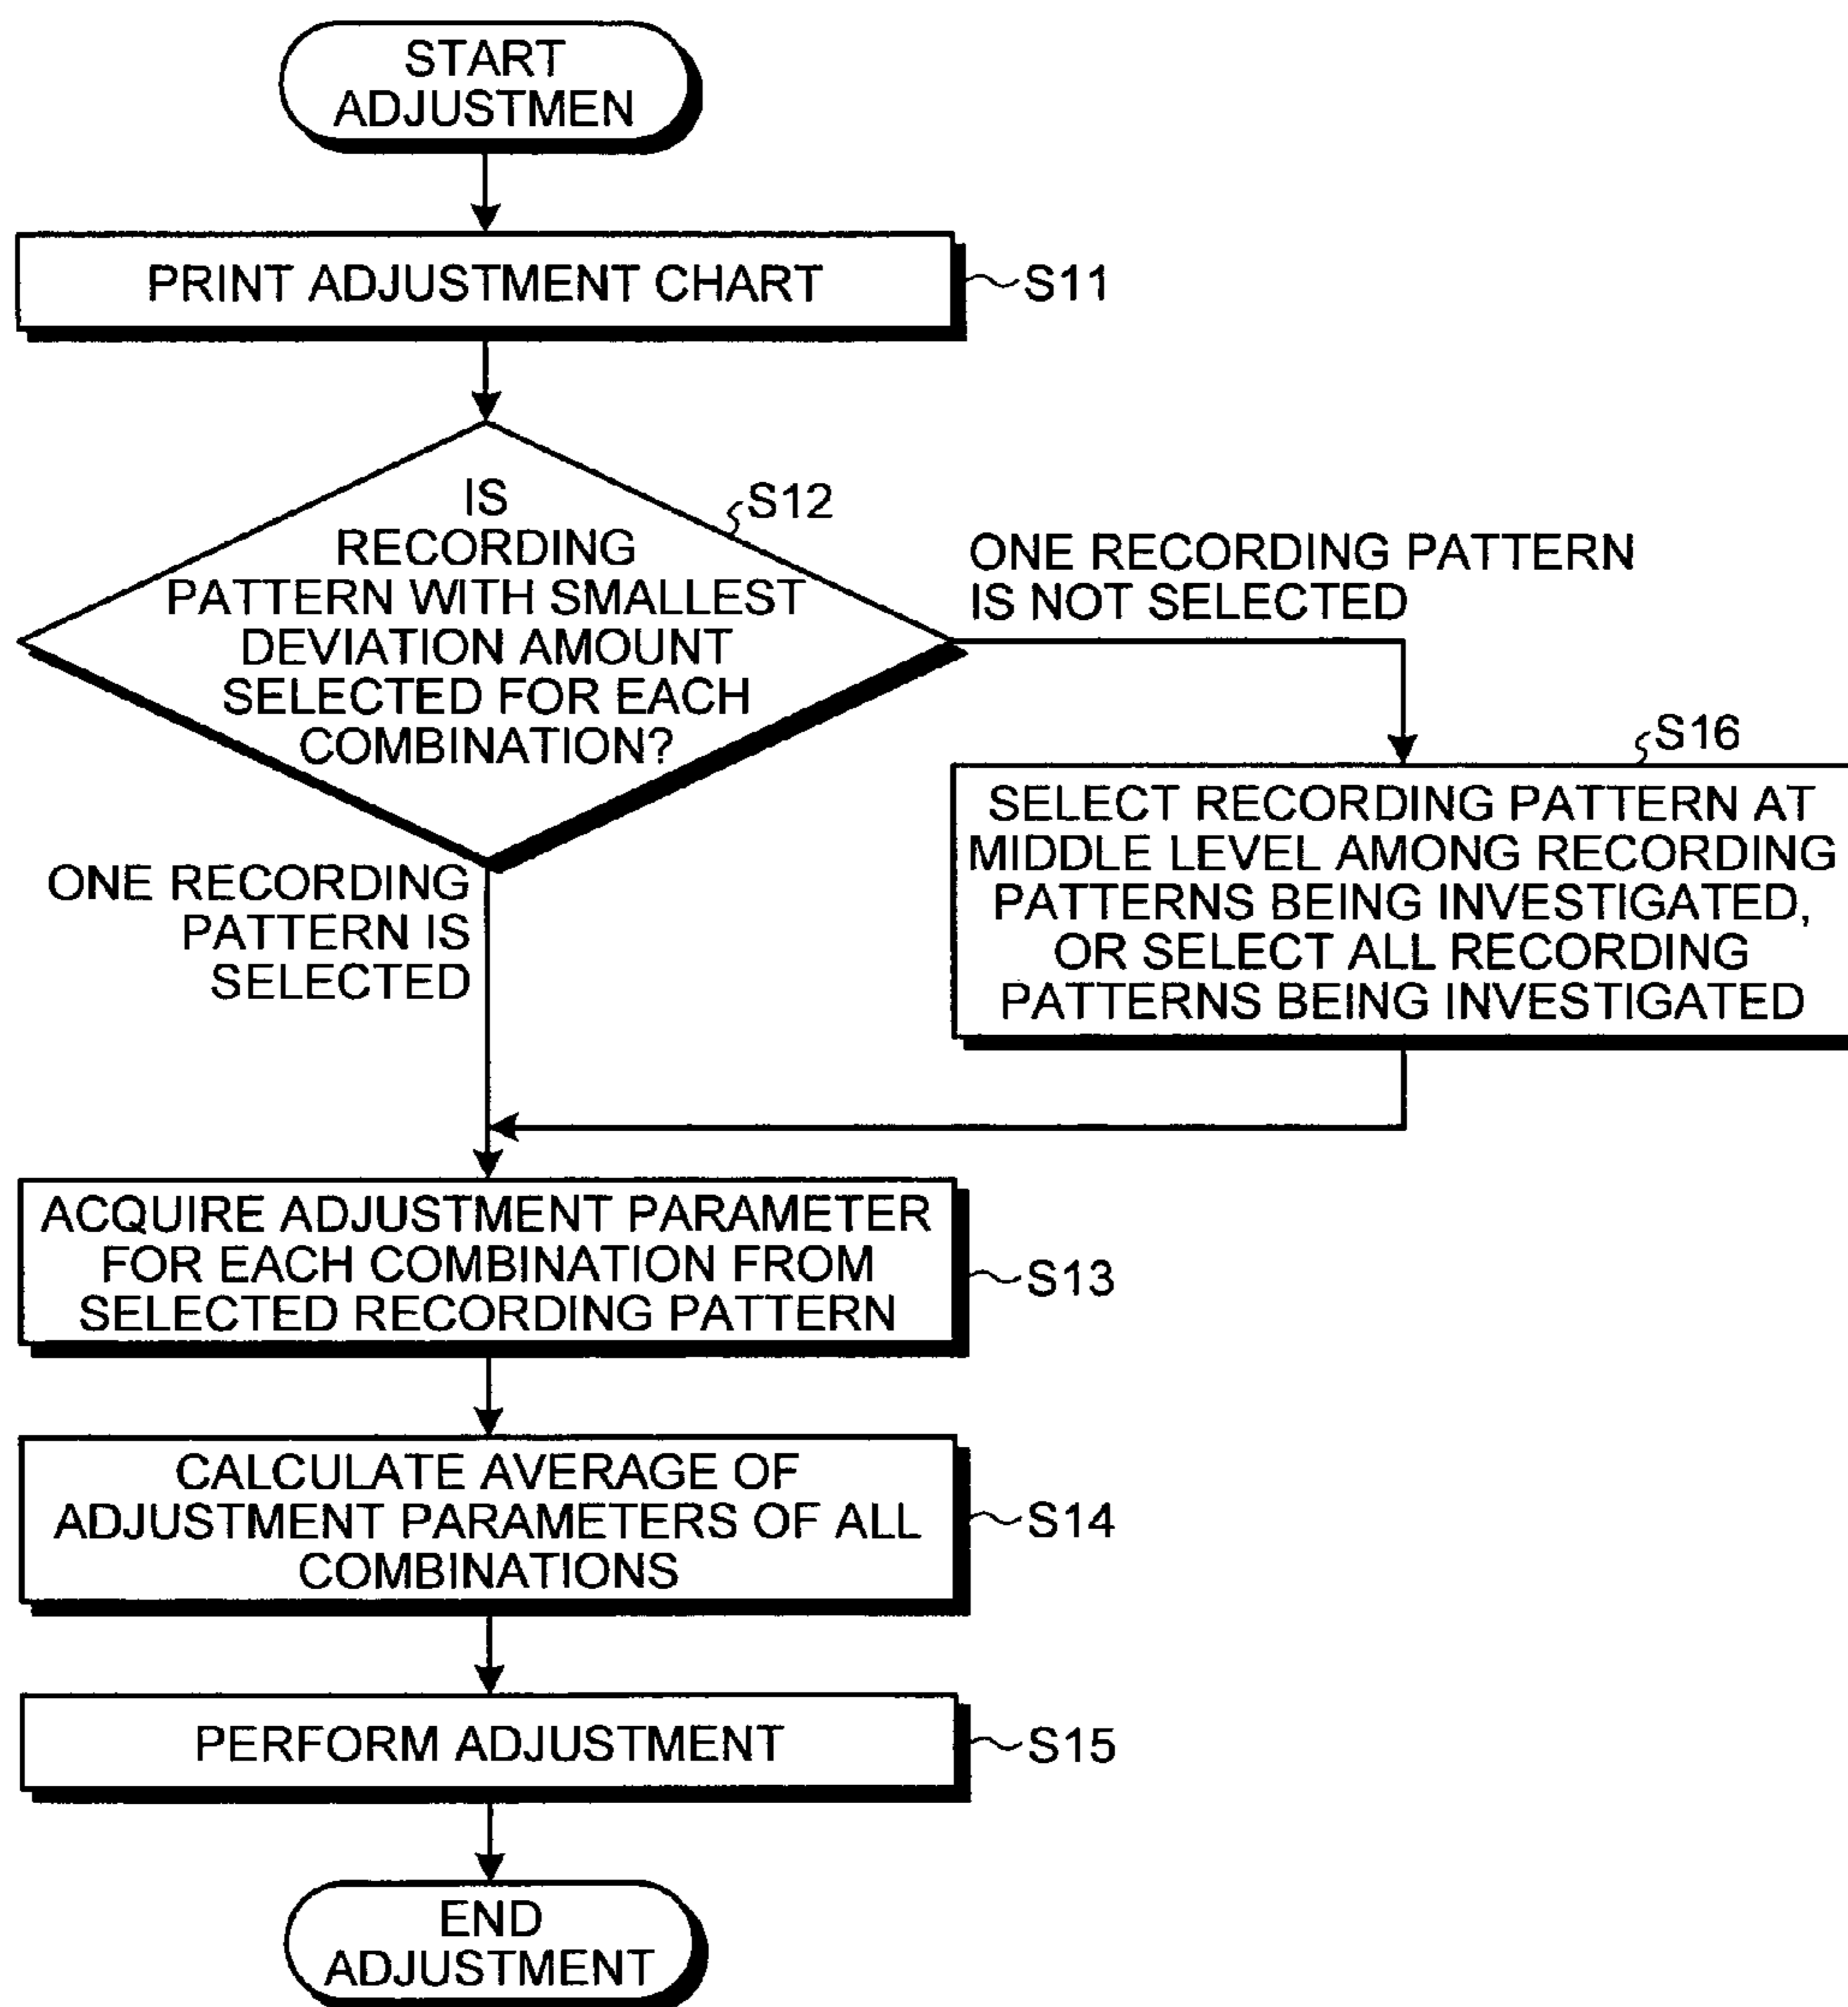 START
ADJUSTMEN
PRINT ADJUSTMENT CHART
S11
IS
RECORDING
PATTERN WITH SMALLEST
DEVIATION AMOUNT
SELECTED FOR EACH
COMBINATION?
S12
ONE RECORDING PATTERN
IS NOT SELECTED
S16
SELECT RECORDING PATTERN AT
MIDDLE LEVEL AMONG RECORDING
PATTERNS BEING INVESTIGATED,
OR SELECT ALL RECORDING
PATTERNS BEING INVESTIGATED
ONE RECORDING
PATTERN IS
SELECTED
ACQUIRE ADJUSTMENT PARAMETER
FOR EACH COMBINATION FROM
SELECTED RECORDING PATTERN
S13
CALCULATE AVERAGE OF
ADJUSTMENT PARAMETERS OF ALL
COMBINATIONS
S14
PERFORM ADJUSTMENT
S15
END
ADJUSTMENT